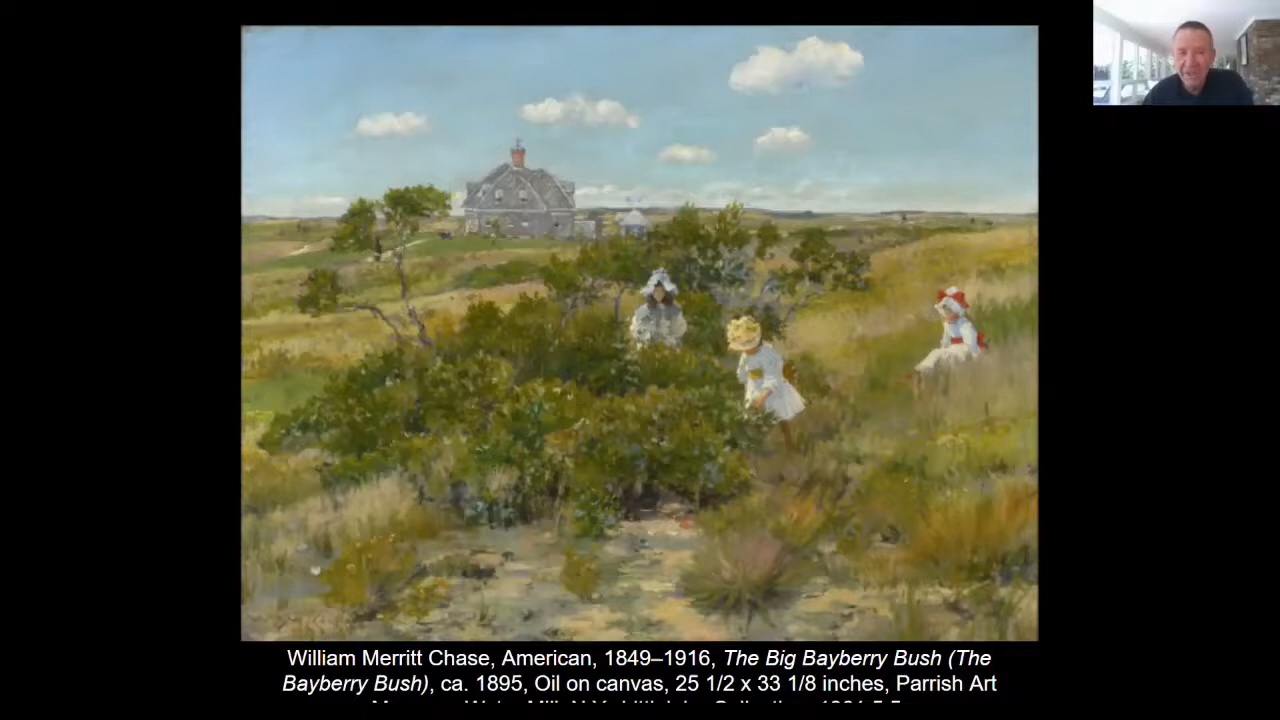 William Merritt Chase, American, 1849–1916, The Big Bayberry Bush (The
Bayberry Bush), ca. 1895, Oil on canvas, 25 1/2 x 33 1/8 inches, Parrish Art